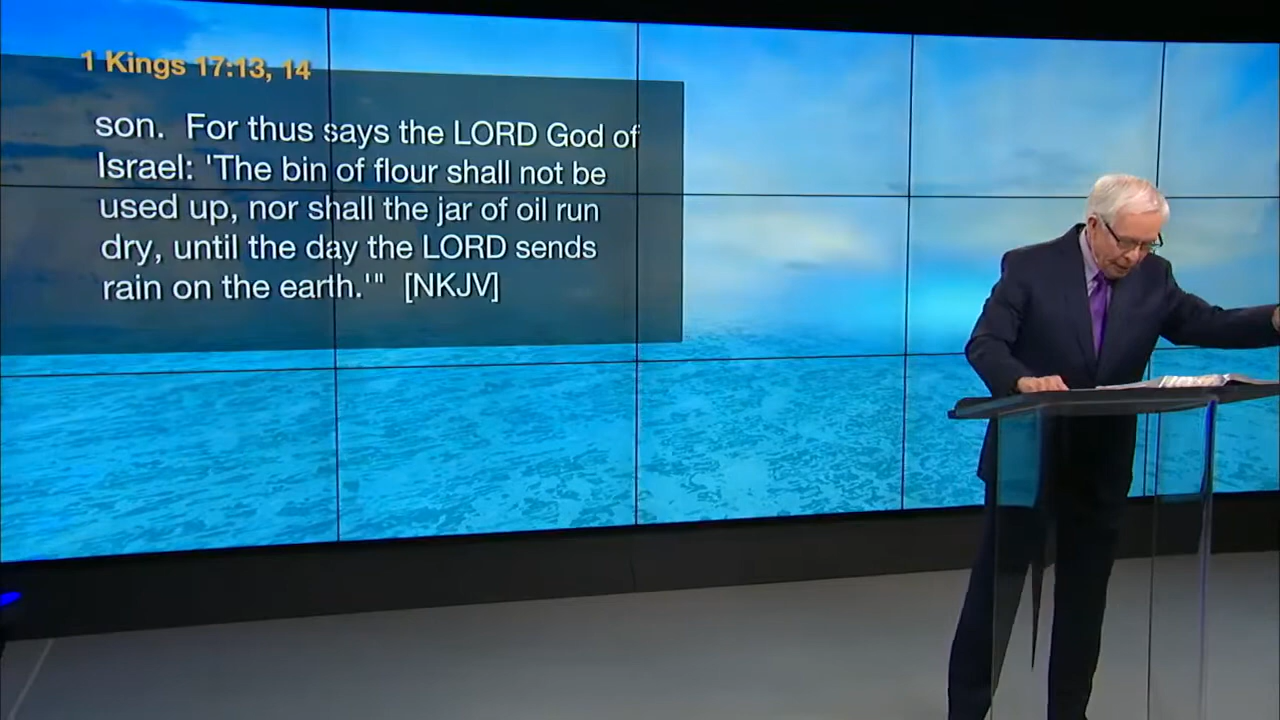 1 Kings 17:13, 14
son.  For thus says the LORD God of
Israel: 'The bin of flour shall not be
used up, nor shall the jar of oil run
dry, until the day the LORD sends
rain on the earth.'"  [NKJV]